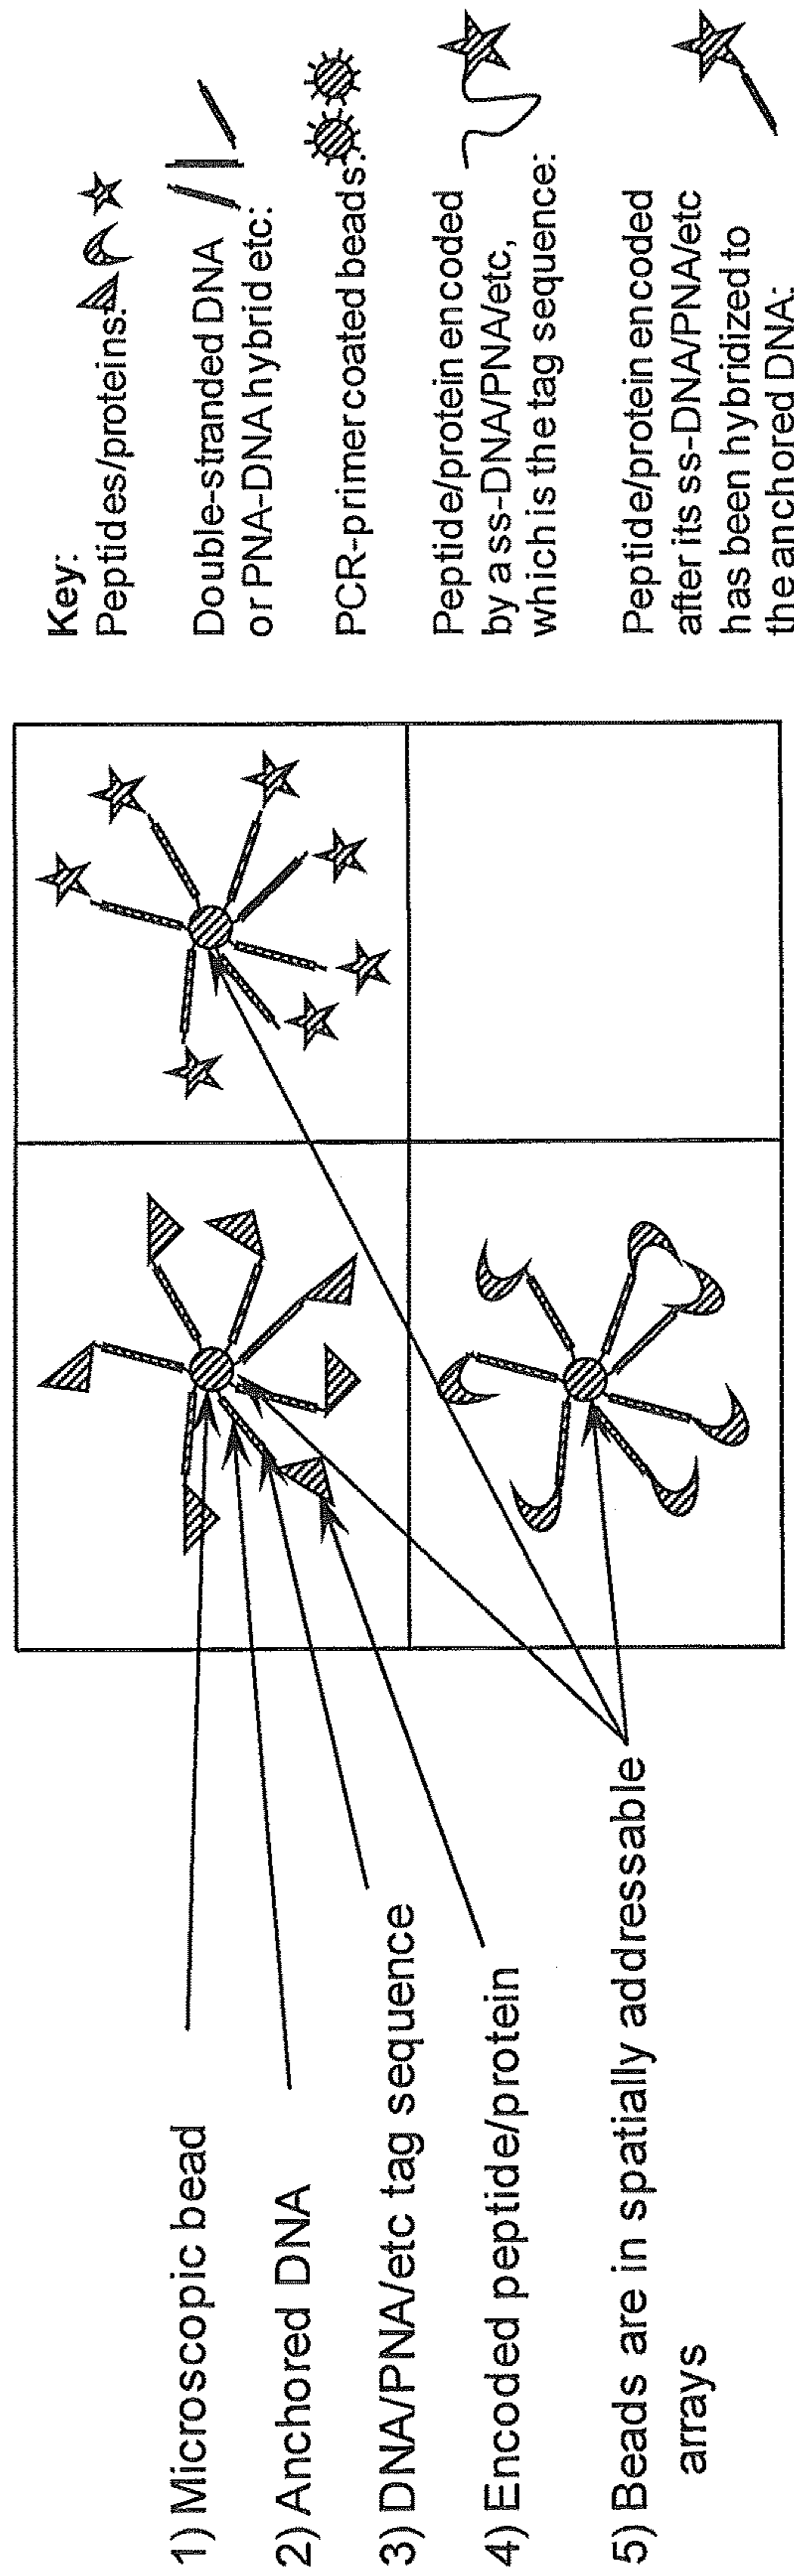 1) Microscopic bead
2) Anchored DNA
3) DNA/PNA/etc tag sequence
4) Encoded peptide/protein
5) Beads are in spatially addressable
arrays
Key:
Peptides/proteins:
Double-stranded DNA
or PNA-DNA hybrid etc:
PCR-primer coated beads:
Peptide/protein encoded
by a ss-DNA/PNA/etc,
which is the tag sequence:
Peptide/protein encoded
after its ss-DNA/PNA/etc
has been hybridized to
the anchored DNA: